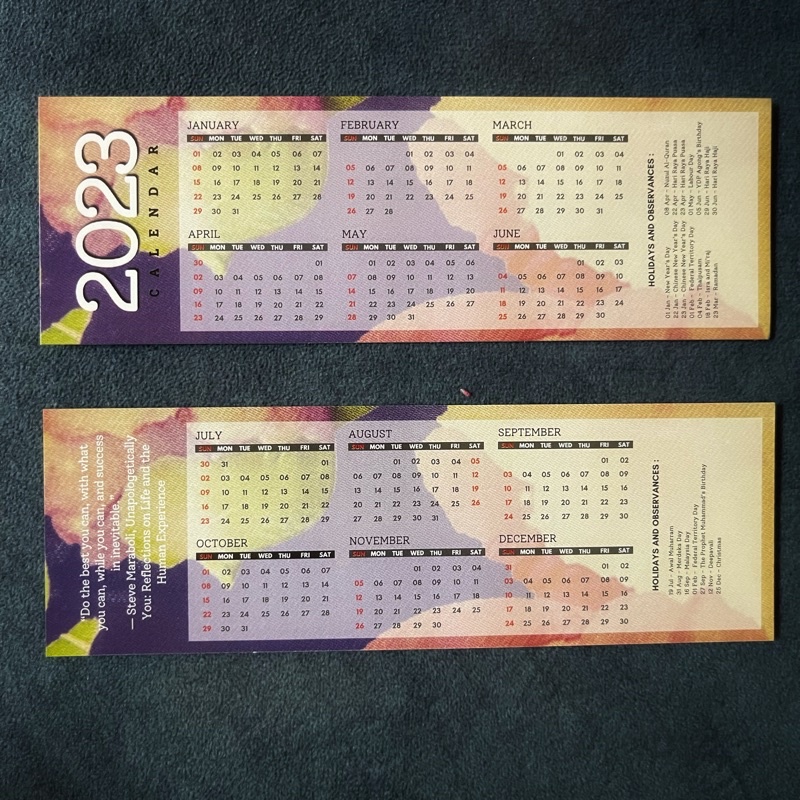 2023
CALENDAR
JANUARY
SUN MON TUE WED THU FRI SAT
01 02 03 04 05 06 07
08 09 10 11 12 13 14
15 16 17 18 19 20 21
22 23 24 25 26 27 28
29 30 31
FEBRUARY
SUN MON TUE WED THU FRI SAT
01 02 03 04
05 06 07 08 09 10 11
12 13 14 15 16 17 18
19 20 21 22 23 24 25
26 27 28
MARCH
SUN MON TUE WED THU FRI SAT
01 02 03 04
05 06 07 08 09 10 11
12 13 14 15 16 17 18
19 20 21 22 23 24 25
26 27 28 29 30 31
APRIL
SUN MON TUE WED THU FRI SAT
30 01
02 03 04 05 06 07 08
09 10 11 12 13 14 15
16 17 18 19 20 21 22
23 24 25 26 27 28 29
MAY
SUN MON TUE WED THU FRI SAT
01 02 03 04 05 06
07 08 09 10 11 12 13
14 15 16 17 18 19 20
21 22 23 24 25 26 27
28 29 30 31
JUNE
SUN MON TUE WED THU FRI SAT
01 02 03
04 05 06 07 08 09 10
11 12 13 14 15 16 17
18 19 20 21 22 23 24
25 26 27 28 29 30
HOLIDAYS AND OBSERVANCES :
01 Jan - New Year's Day
22 Jan - Chinese New Year's Day
23 Jan - Chinese New Year's Day
01 Feb - Federal Territory Day
04 Feb - Thaipusam
18 Feb - Isra and Mi'raj
23 Mar - Ramadan
08 Apr - Nuzul Al-Quran
22 Apr - Hari Raya Puasa
23 Apr - Hari Raya Puasa
01 May - Labour Day
05 Jun - YDP Agong's Birthday
29 Jun - Hari Raya Haji
30 Jun - Hari Raya Haji
"Do the best you can, with what
you can, while you can, and success
in inevitable."
— Steve Maraboli, Unapologetically
You: Reflections on Life and the
Human Experience
JULY
SUN MON TUE WED THU FRI SAT
30 31 01
02 03 04 05 06 07 08
09 10 11 12 13 14 15
16 17 18 19 20 21 22
23 24 25 26 27 28 29
AUGUST
SUN MON TUE WED THU FRI SAT
01 02 03 04 05
06 07 08 09 10 11 12
13 14 15 16 17 18 19
20 21 22 23 24 25 26
27 28 29 30 31
SEPTEMBER
SUN MON TUE WED THU FRI SAT
01 02
03 04 05 06 07 08 09
10 11 12 13 14 15 16
17 18 19 20 21 22 23
24 25 26 27 28 29 30
OCTOBER
SUN MON TUE WED THU FRI SAT
01 02 03 04 05 06 07
08 09 10 11 12 13 14
15 16 17 18 19 20 21
22 23 24 25 26 27 28
29 30 31
NOVEMBER
SUN MON TUE WED THU FRI SAT
01 02 03 04
05 06 07 08 09 10 11
12 13 14 15 16 17 18
19 20 21 22 23 24 25
26 27 28 29 30
DECEMBER
SUN MON TUE WED THU FRI SAT
31 01 02
03 04 05 06 07 08 09
10 11 12 13 14 15 16
17 18 19 20 21 22 23
24 25 26 27 28 29 30
HOLIDAYS AND OBSERVANCES :
19 Jul - Awal Muharram
31 Aug - Merdeka Day
16 Sep - Malaysia Day
01 Feb - Federal Territory Day
27 Sep - The Prophet Muhammad's Birthday
12 Nov - Deepavali
25 Dec - Christmas